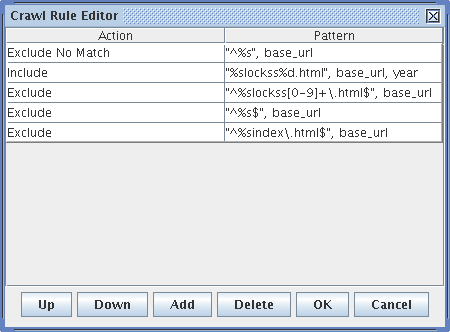 Crawl Rule Editor
Action Pattern
Exclude No Match "^%s", base_url
Include "%slockss%d.html", base_url, year
Exclude "^%slockss[0-9]+\.html$", base_url
Exclude "^%s$", base_url
Exclude "^%sindex\.html$", base_url
Up Down Add Delete OK Cancel